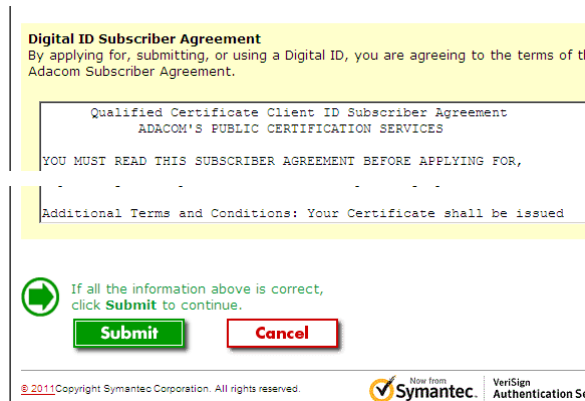 Digital ID Subscriber Agreement
By applying for, submitting, or using a Digital ID, you are agreeing to the terms of
Adacom Subscriber Agreement.
Qualified Certificate Client ID Subscriber Agreement
ADACOM'S PUBLIC CERTIFICATION SERVICES
YOU MUST READ THIS SUBSCRIBER AGREEMENT BEFORE APPLYING FOR,
Additional Terms and Conditions: Your Certificate shall be issued
If all the information above is correct,
click Submit to continue.
Submit
Cancel
© 2011Copyright Symantec Corporation. All rights reserved.
Now from
Symantec.
VeriSign
Authentication